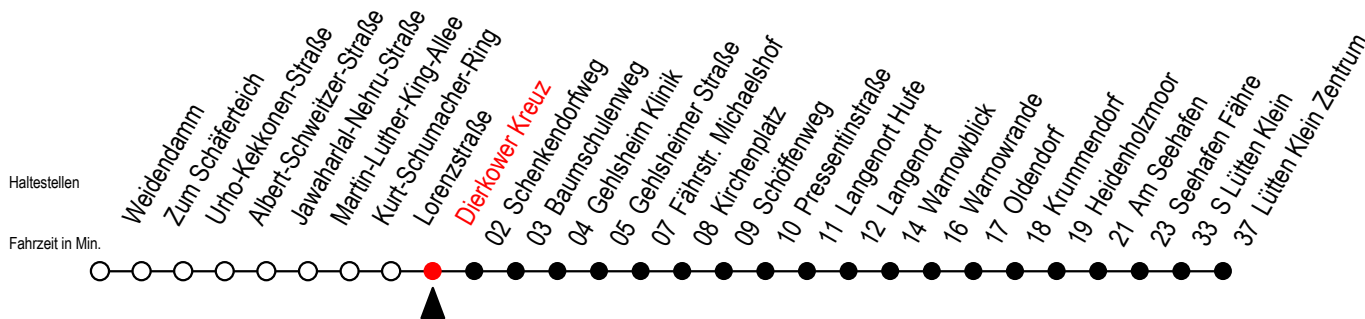 Haltestellen
Fahrzeit in Min.
Weidendamm
Zum Schäferteich
Urho-Kekkonen-Straße
Albert-Schweitzer-Straße
Jawaharlal-Nehru-Straße
Martin-Luther-King-Allee
Kurt-Schumacher-Ring
Lorenzstraße
Dierkower Kreuz
02 Schenkendorfweg
03 Baumschulenweg
04 Gehlsheim Klinik
05 Gehlsheimer Straße
07 Fährstr. Michaelshof
08 Kirchenplatz
09 Schöffenweg
10 Pressentinstraße
11 Langenort Hufe
12 Langenort
14 Warnowblick
16 Warnowrande
17 Oldendorf
18 Krummendorf
19 Heidenholzmoor
21 Am Seehafen
23 Seehafen Fähre
33 S Lütten Klein
37 Lütten Klein Zentrum